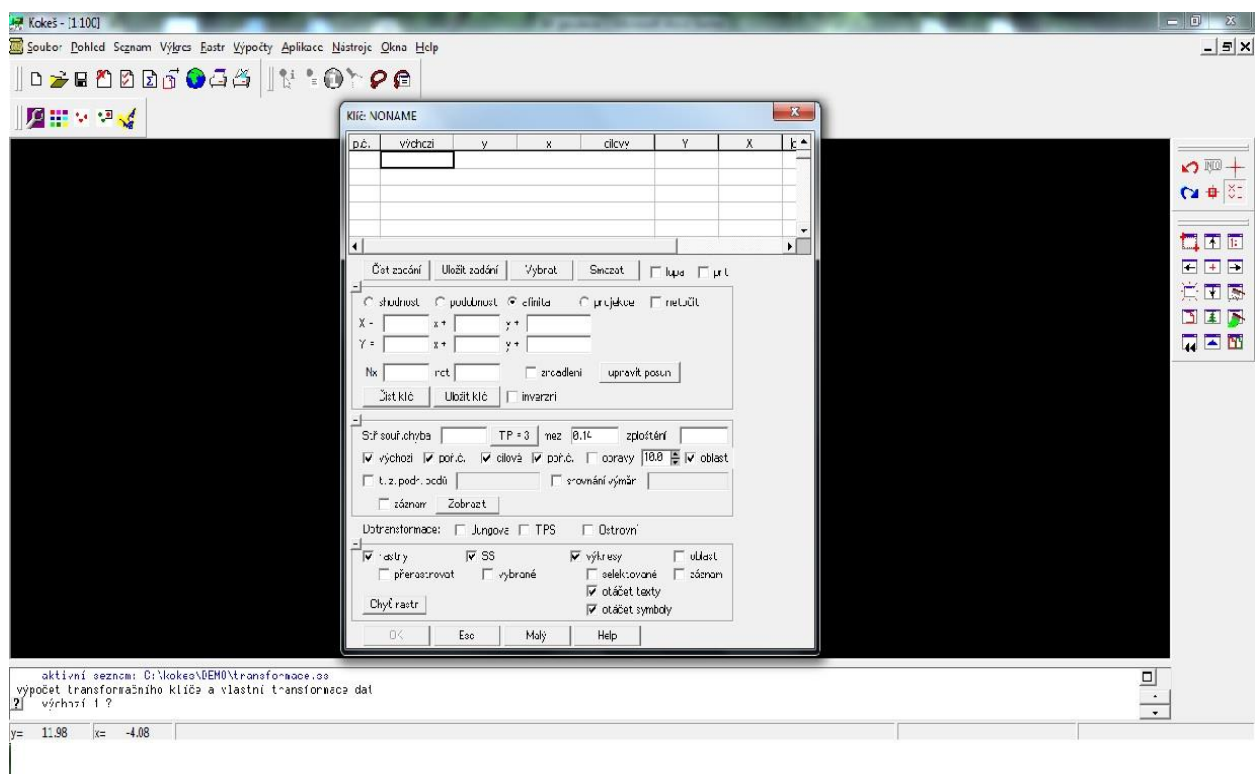 Kokeš - [1:100]
Soubor Pohled Seznam Výkres Rastr Výpočty Aplikace Nástroje Okna Help
Klíč: NONAME
p.č. výchozí y x cílový Y X
Číst zadání Uložit zadání Vybrat Smazat lupa prt
shodnost podobnost afinita projekce netočit
X = x + y +
Y = x + y +
Nx rot zrcadlení upravit posun
Číst klíč Uložit klíč inverzní
Stř.souř.chyba TP = 3 mez 0.14 zploštění
výchozí poř.č. cílové poř.č. opravy 10.0 oblast
t.z.podr.bodů srovnání výměr
záznam Zobrazit
Dotransformace: Jungova TPS Ostrovní
rastry SS výkresy oblast
přerastrovat vybrané selektované záznam
otáčet texty
Chyť rastr otáčet symboly
OK Esc Malý Help
aktivní seznam: C:\kokes\DEMO\transformace.ss
výpočet transformačního klíče a vlastní transformace dat
? výchozí 1 ?
y= 11.98 x= -4.08